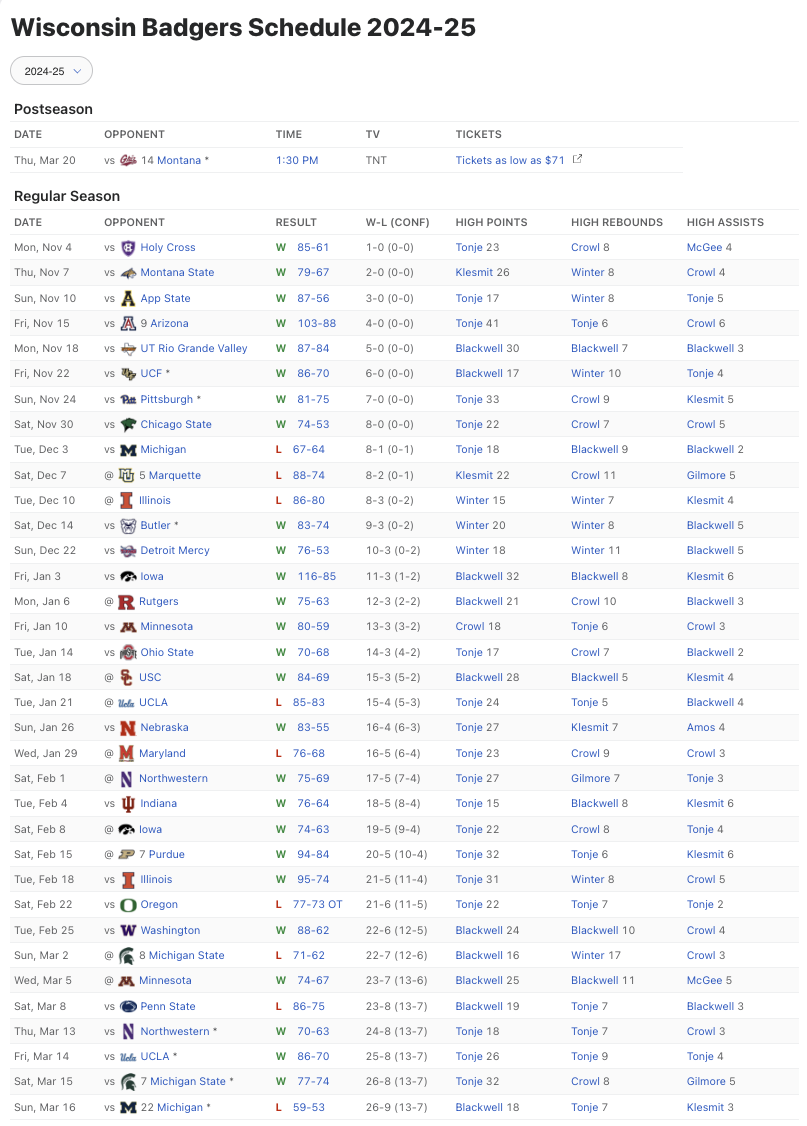 Wisconsin Badgers Schedule 2024-25
2024-25
Postseason
DATE OPPONENT TIME TV TICKETS
Thu, Mar 20 vs 14 Montana * 1:30 PM TNT Tickets as low as $71
Regular Season
DATE OPPONENT RESULT W-L (CONF) HIGH POINTS HIGH REBOUNDS HIGH ASSISTS
Mon, Nov 4 vs Holy Cross W 85-61 1-0 (0-0) Tonje 23 Crowl 8 McGee 4
Thu, Nov 7 vs Montana State W 79-67 2-0 (0-0) Klesmit 26 Winter 8 Crowl 4
Sun, Nov 10 vs App State W 87-56 3-0 (0-0) Tonje 17 Winter 8 Tonje 5
Fri, Nov 15 vs 9 Arizona W 103-88 4-0 (0-0) Tonje 41 Tonje 6 Crowl 6
Mon, Nov 18 vs UT Rio Grande Valley W 87-84 5-0 (0-0) Blackwell 30 Blackwell 7 Blackwell 3
Fri, Nov 22 vs UCF * W 86-70 6-0 (0-0) Blackwell 17 Winter 10 Tonje 4
Sun, Nov 24 vs Pittsburgh * W 81-75 7-0 (0-0) Tonje 33 Crowl 9 Klesmit 5
Sat, Nov 30 vs Chicago State W 74-53 8-0 (0-0) Tonje 22 Crowl 7 Crowl 5
Tue, Dec 3 vs Michigan L 67-64 8-1 (0-1) Tonje 18 Blackwell 9 Blackwell 2
Sat, Dec 7 @ 5 Marquette L 88-74 8-2 (0-1) Klesmit 22 Crowl 11 Gilmore 5
Tue, Dec 10 @ Illinois L 86-80 8-3 (0-2) Winter 15 Winter 7 Klesmit 4
Sat, Dec 14 vs Butler * W 83-74 9-3 (0-2) Winter 20 Winter 8 Blackwell 5
Sun, Dec 22 vs Detroit Mercy W 76-53 10-3 (0-2) Winter 18 Winter 11 Blackwell 5
Fri, Jan 3 vs Iowa W 116-85 11-3 (1-2) Blackwell 32 Blackwell 8 Klesmit 6
Mon, Jan 6 @ Rutgers W 75-63 12-3 (2-2) Blackwell 21 Crowl 10 Blackwell 3
Fri, Jan 10 vs Minnesota W 80-59 13-3 (3-2) Crowl 18 Tonje 6 Crowl 3
Tue, Jan 14 vs Ohio State W 70-68 14-3 (4-2) Tonje 17 Crowl 7 Blackwell 2
Sat, Jan 18 @ USC W 84-69 15-3 (5-2) Blackwell 28 Blackwell 5 Klesmit 4
Tue, Jan 21 @ UCLA L 85-83 15-4 (5-3) Tonje 24 Tonje 5 Blackwell 4
Sun, Jan 26 vs Nebraska W 83-55 16-4 (6-3) Tonje 27 Klesmit 7 Amos 4
Wed, Jan 29 @ Maryland L 76-68 16-5 (6-4) Tonje 23 Crowl 9 Crowl 3
Sat, Feb 1 @ Northwestern W 75-69 17-5 (7-4) Tonje 27 Gilmore 7 Tonje 3
Tue, Feb 4 vs Indiana W 76-64 18-5 (8-4) Tonje 15 Blackwell 8 Klesmit 6
Sat, Feb 8 @ Iowa W 74-63 19-5 (9-4) Tonje 22 Crowl 8 Tonje 4
Sat, Feb 15 @ 7 Purdue W 94-84 20-5 (10-4) Tonje 32 Tonje 6 Klesmit 6
Tue, Feb 18 vs Illinois W 95-74 21-5 (11-4) Tonje 31 Winter 8 Crowl 5
Sat, Feb 22 vs Oregon L 77-73 OT 21-6 (11-5) Tonje 22 Tonje 7 Tonje 2
Tue, Feb 25 vs Washington W 88-62 22-6 (12-5) Blackwell 24 Blackwell 10 Crowl 4
Sun, Mar 2 @ 8 Michigan State L 71-62 22-7 (12-6) Blackwell 16 Winter 17 Crowl 3
Wed, Mar 5 @ Minnesota W 74-67 23-7 (13-6) Blackwell 25 Blackwell 11 McGee 5
Sat, Mar 8 vs Penn State L 86-75 23-8 (13-7) Blackwell 19 Tonje 7 Blackwell 3
Thu, Mar 13 vs Northwestern * W 70-63 24-8 (13-7) Tonje 18 Tonje 7 Crowl 3
Fri, Mar 14 vs UCLA * W 86-70 25-8 (13-7) Tonje 26 Tonje 9 Tonje 4
Sat, Mar 15 vs 7 Michigan State * W 77-74 26-8 (13-7) Tonje 32 Crowl 8 Gilmore 5
Sun, Mar 16 vs 22 Michigan * L 59-53 26-9 (13-7) Blackwell 18 Tonje 7 Klesmit 3